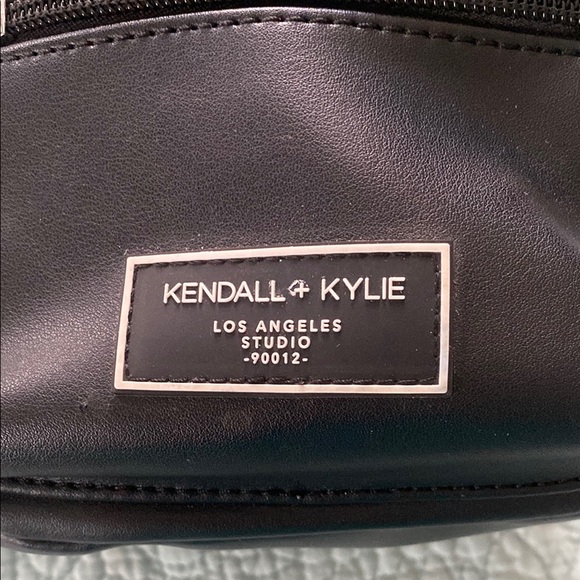 KENDALL + KYLIE
LOS ANGELES
STUDIO
-90012-